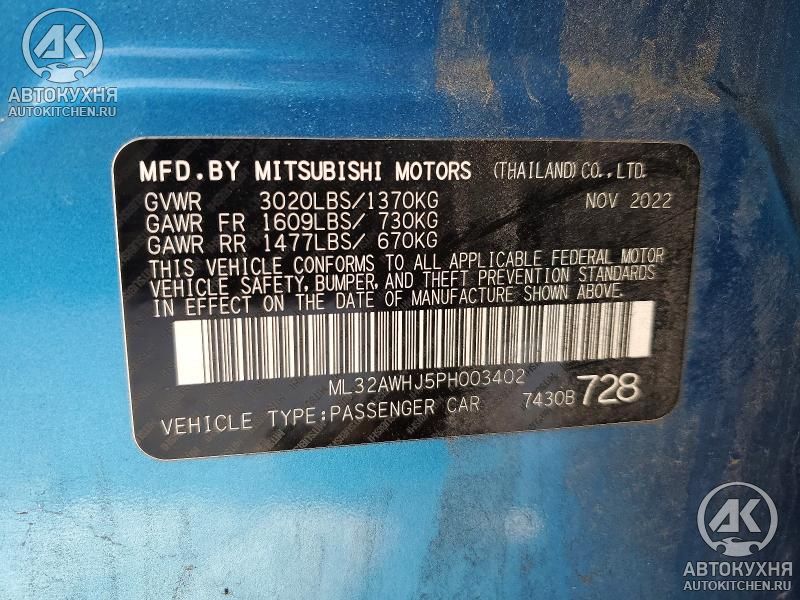 АК
АВТОКУХНЯ
AUTOKITCHEN.RU
MFD.BY MITSUBISHI MOTORS (THAILAND)CO.,LTD.
GVWR 3020LBS/1370KG NOV 2022
GAWR FR 1609LBS/ 730KG
GAWR RR 1477LBS/ 670KG
THIS VEHICLE CONFORMS TO ALL APPLICABLE FEDERAL MOTOR
VEHICLE SAFETY, BUMPER, AND THEFT PREVENTION STANDARDS
IN EFFECT ON THE DATE OF MANUFACTURE SHOWN ABOVE.
ML32AWHJ5PH003402
VEHICLE TYPE:PASSENGER CAR 7430B 728
АК
АВТОКУХНЯ
AUTOKITCHEN.RU